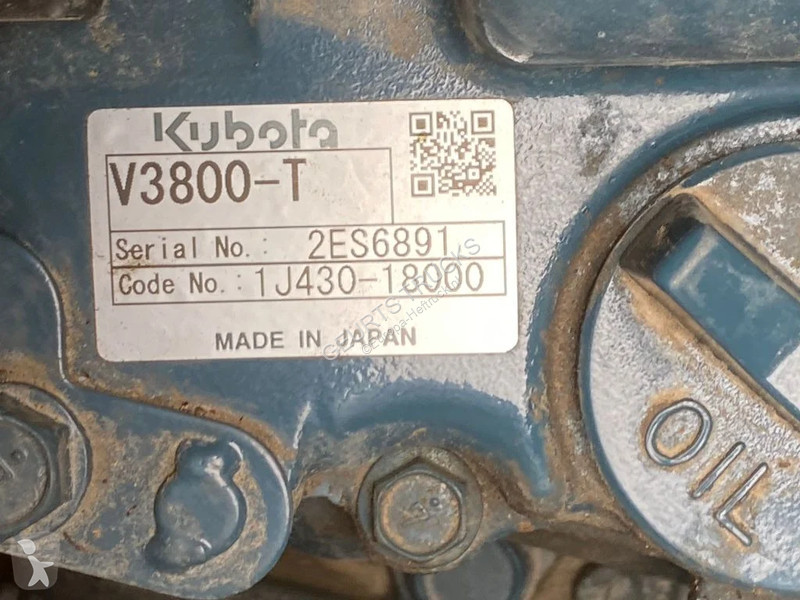 Kubota
V3800-T
Serial No.: 2ES6891
Code No.: 1J430-18000
MADE IN JAPAN
OIL